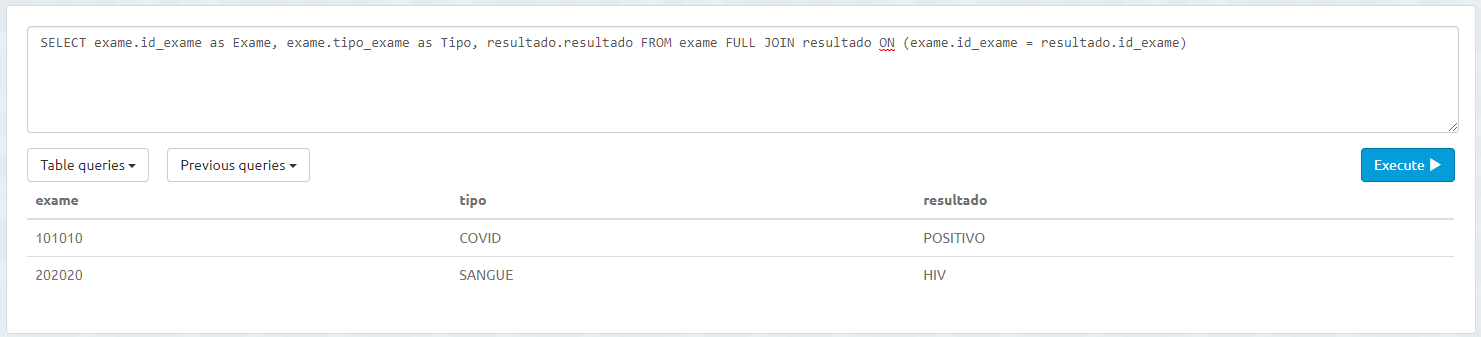 SELECT exame.id_exame as Exame, exame.tipo_exame as Tipo, resultado.resultado FROM exame FULL JOIN resultado ON (exame.id_exame = resultado.id_exame)
Table queries Previous queries Execute
exame tipo resultado
101010 COVID POSITIVO
202020 SANGUE HIV